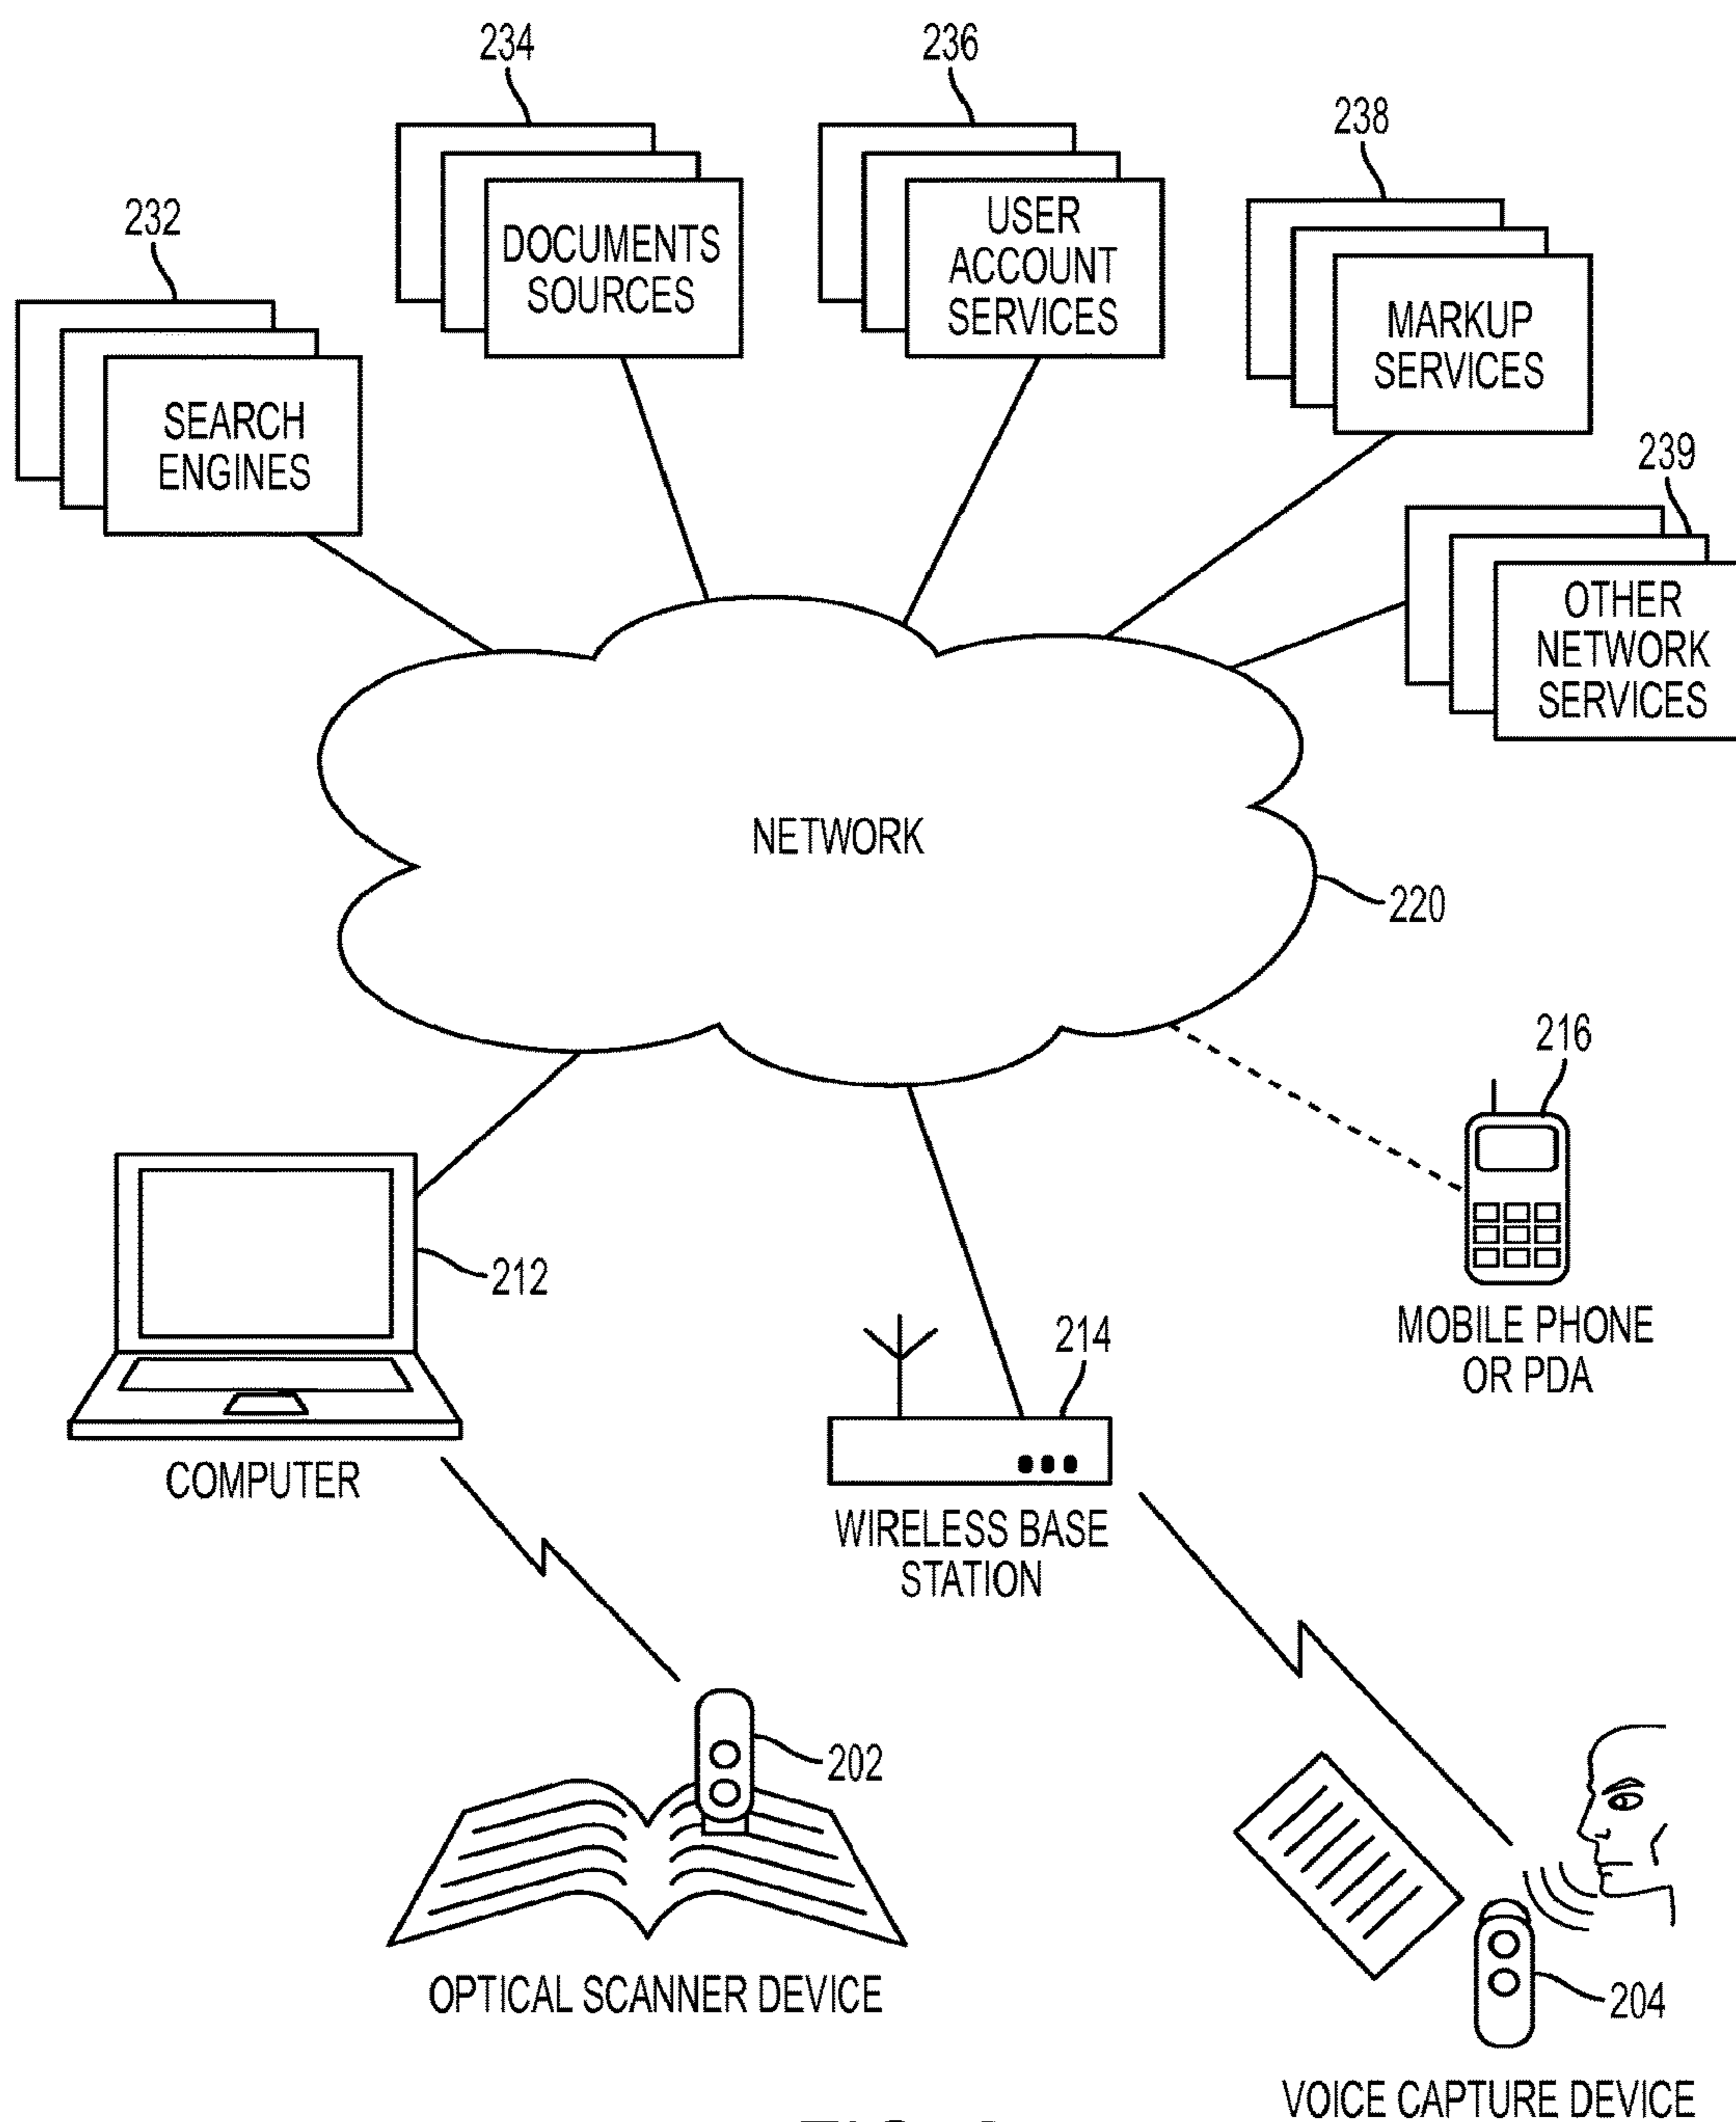 234
236
238
232
DOCUMENTS
SOURCES
USER
ACCOUNT
SERVICES
MARKUP
SERVICES
SEARCH
ENGINES
239
OTHER
NETWORK
SERVICES
NETWORK
220
216
212
MOBILE PHONE
OR PDA
214
COMPUTER
WIRELESS BASE
STATION
202
OPTICAL SCANNER DEVICE
204
VOICE CAPTURE DEVICE